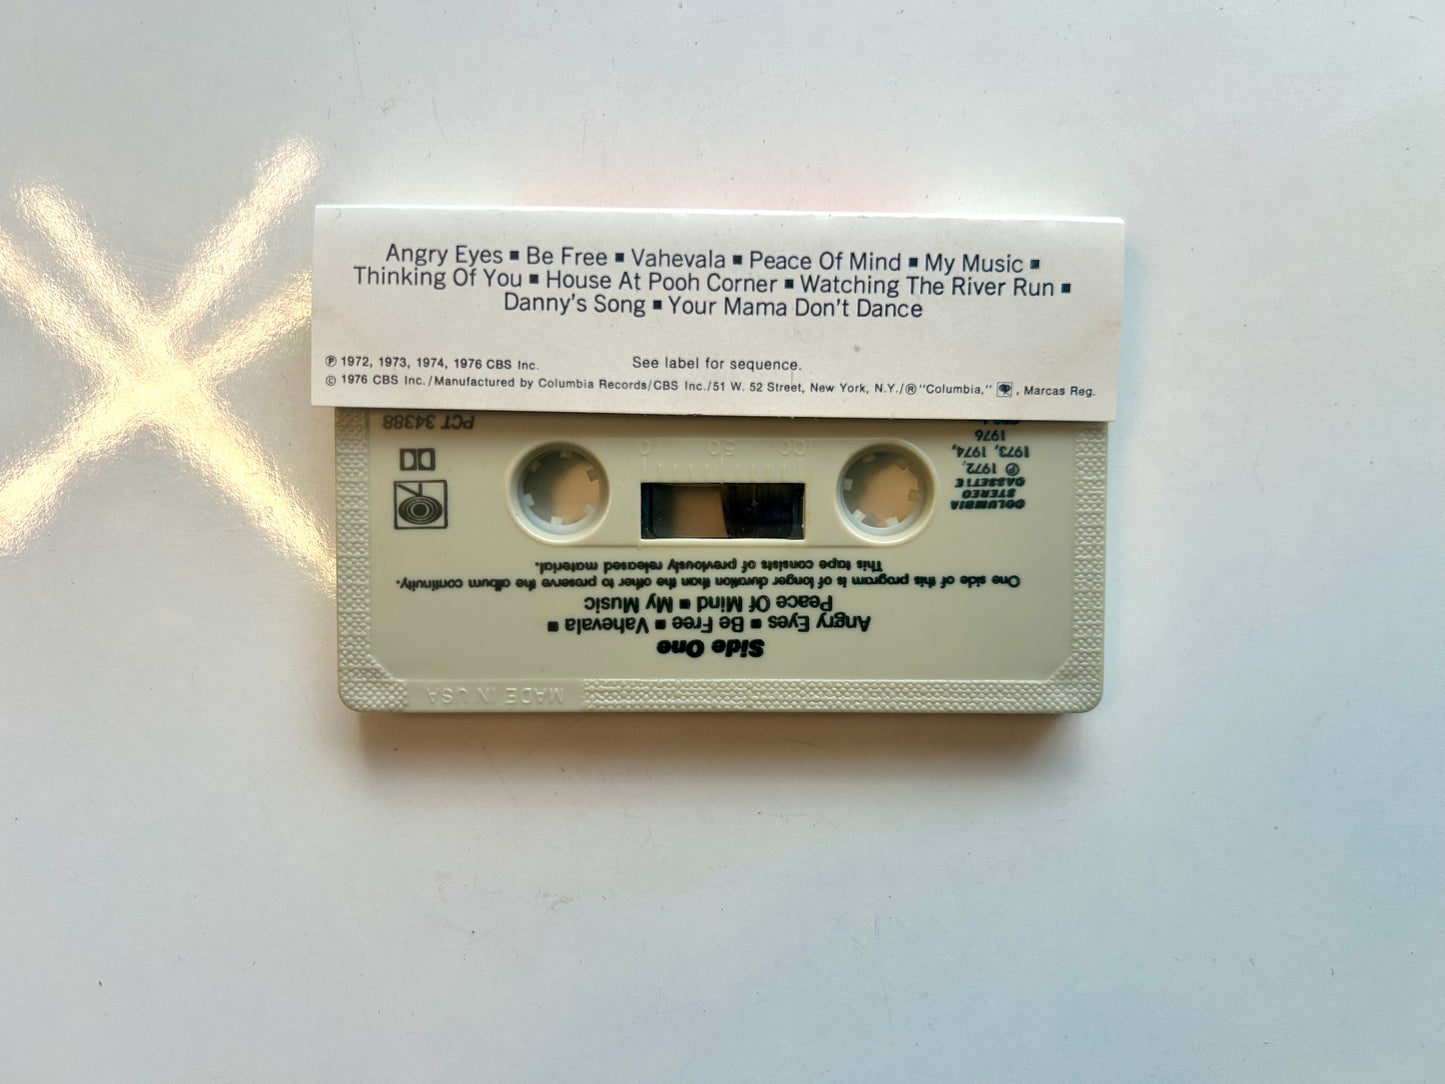 Angry Eyes ■ Be Free ■ Vahevala ■ Peace Of Mind ■ My Music ■
Thinking Of You ■ House At Pooh Corner ■ Watching The River Run ■
Danny's Song ■ Your Mama Don't Dance
℗ 1972, 1973, 1974, 1976 CBS Inc.
See label for sequence.
© 1976 CBS Inc./Manufactured by Columbia Records/CBS Inc./51 W. 52 Street, New York, N.Y./® "Columbia," , Marcas Reg.
Side One
Angry Eyes ■ Be Free ■ Vahevala ■
Peace Of Mind ■ My Music
One side of this program is of longer duration than the other to preserve the album continuity.
This tape consists of previously released material.
COLUMBIA
STEREO
CASSETTE
℗ 1972,
1973, 1974,
1976
0 50 100
PCT 34388
MADE IN USA